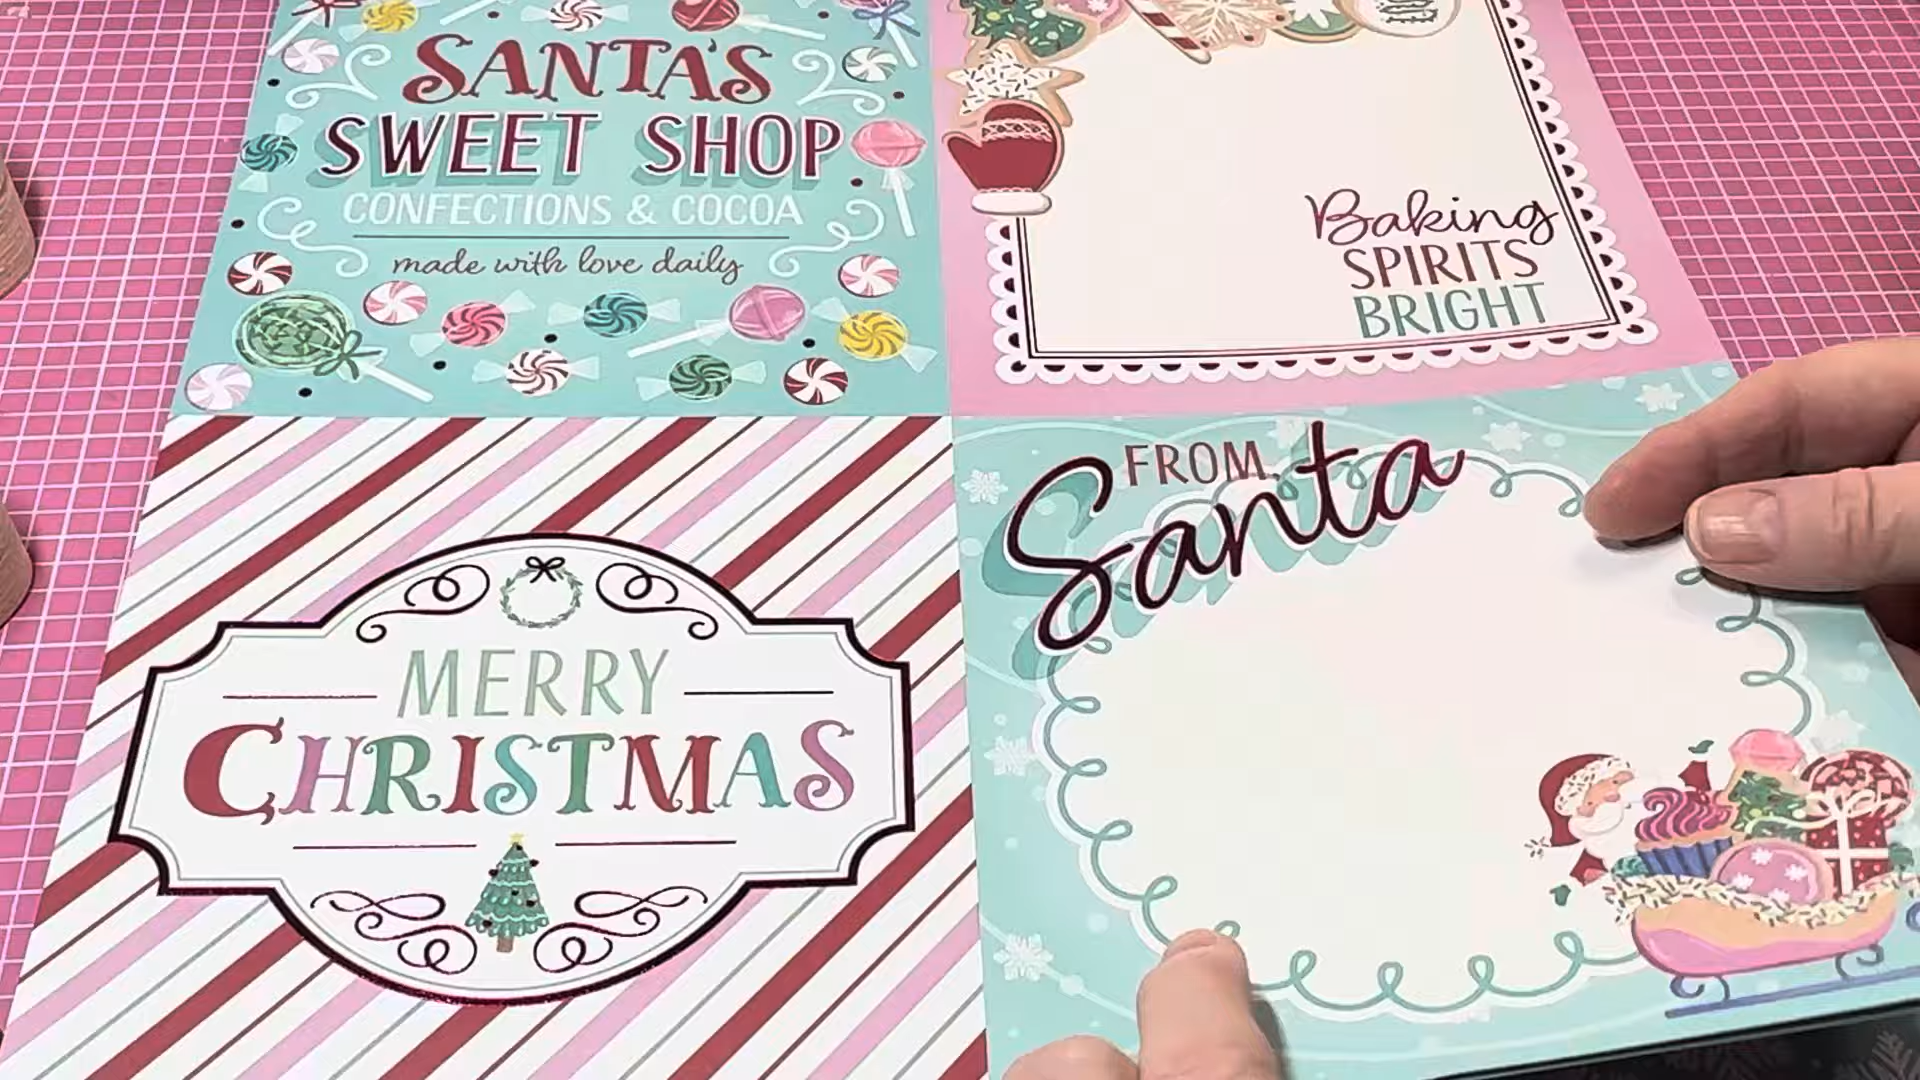 SANTA'S
SWEET SHOP
CONFECTIONS & COCOA
made with love daily
Baking
SPIRITS
BRIGHT
MERRY
CHRISTMAS
FROM
Santa